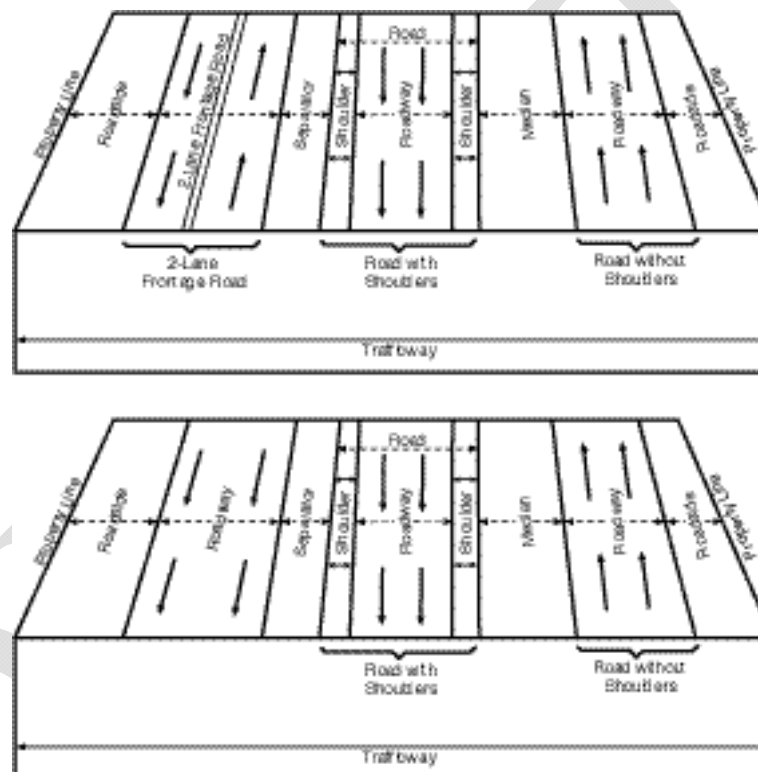 Road
Property Line
Roadside
2-Lane Frontage Road
Separator
Shoulder
Roadway
Shoulder
Median
Roadway
Roadside
Property Line
2-Lane
Frontage Road
Road with
Shoulders
Road without
Shoulders
Trafficway
Road
Property Line
Roadside
Roadway
Separator
Shoulder
Roadway
Shoulder
Median
Roadway
Roadside
Property Line
Road with
Shoulders
Road without
Shoulders
Trafficway